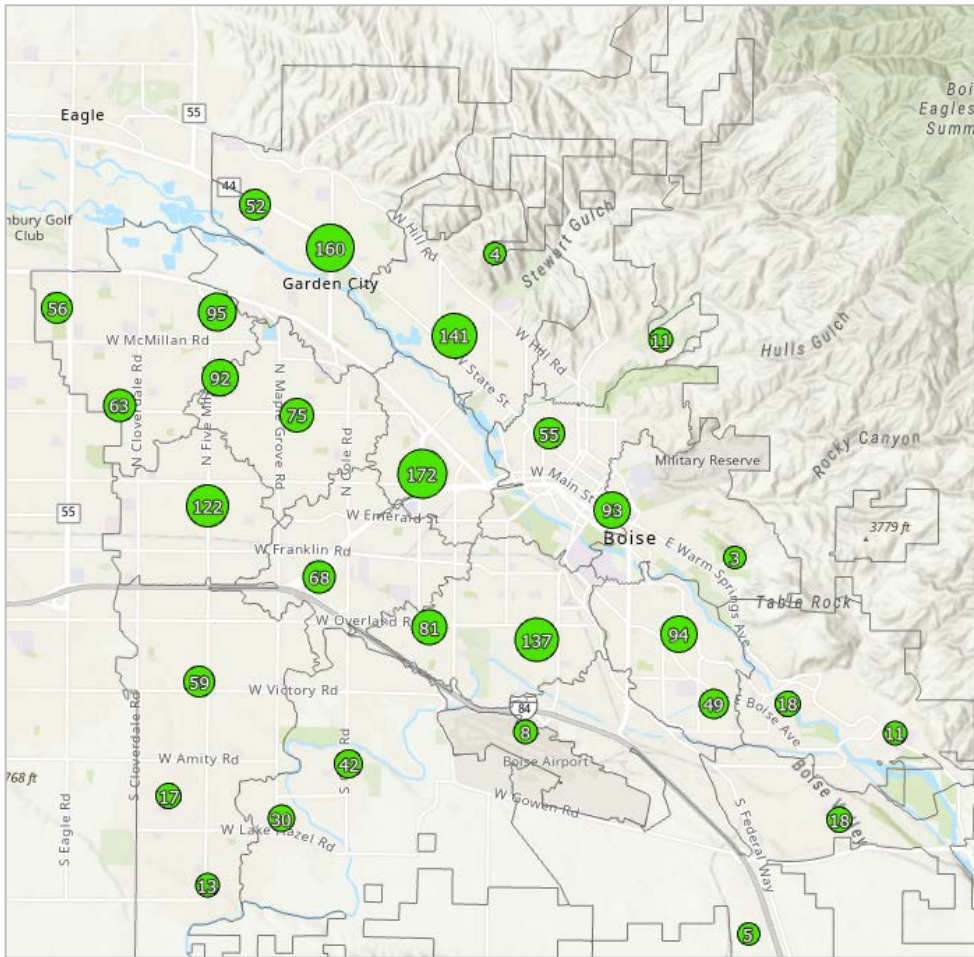 Boi
Eagles
Summ
Eagle
55
44
52
nbury Golf
Club
160
W Hill Rd
4
Stewart Gulch
Garden City
56
95
W McMillan Rd
141
W Hill Rd
11
Hulls Gulch
92
W State St
63
N Cloverdale Rd
N Five Mi
N Maple Grove Rd
75
N Cole Rd
55
Rocky Canyon
Military Reserve
172
W Main St
55
122
W Emerald St
93
Boise
3779 ft
W Franklin Rd
E Warm Springs Ave
3
68
Table Rock
W Overland R
81
137
94
59
W Victory Rd
49
18
E Boise Ave
84
8
11
S Cloverdale Rd
S
Rd
42
W Amity Rd
Boise Airport
768 ft
17
W Gowen Rd
Boise V
ley
30
W Lake Hazel Rd
18
S Eagle Rd
S Federal Way
13
5